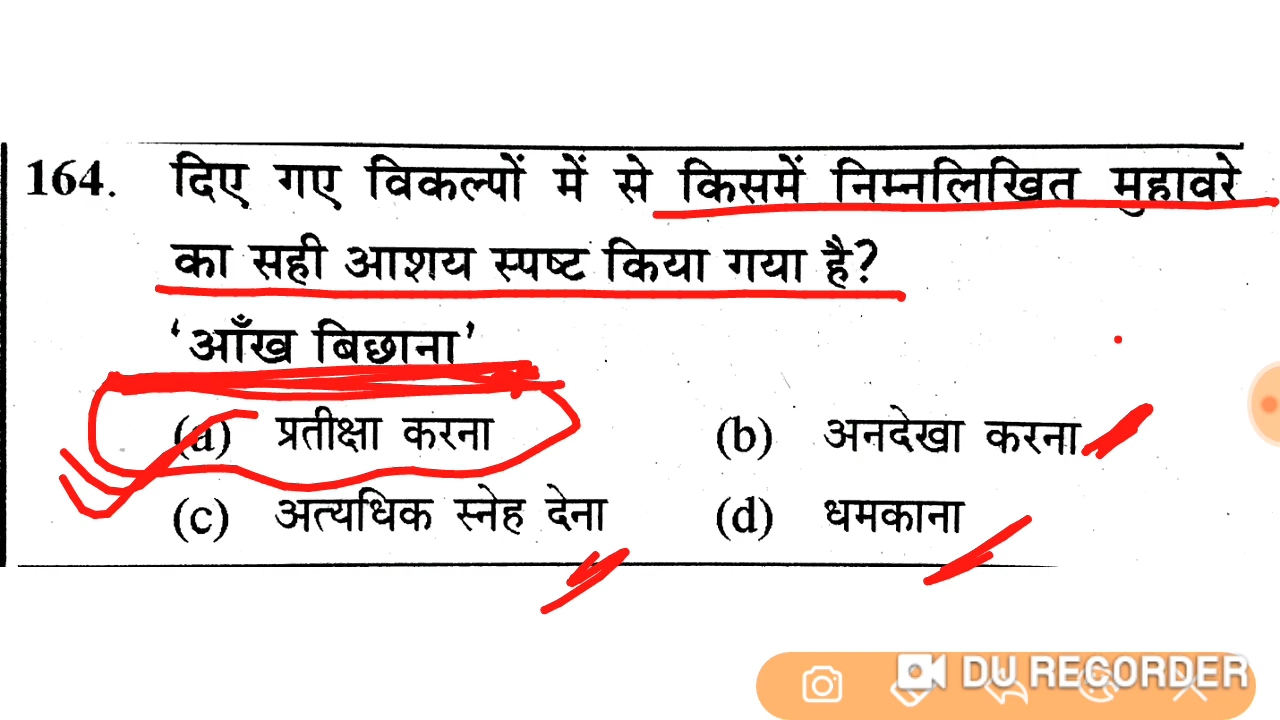 164. दिए गए विकल्पों में से किसमें निम्नलिखित मुहावरे
का सही आशय स्पष्ट किया गया है?
‘आँख बिछाना’
(a) प्रतीक्षा करना (b) अनदेखा करना
(c) अत्यधिक स्नेह देना (d) धमकाना
DU RECORDER